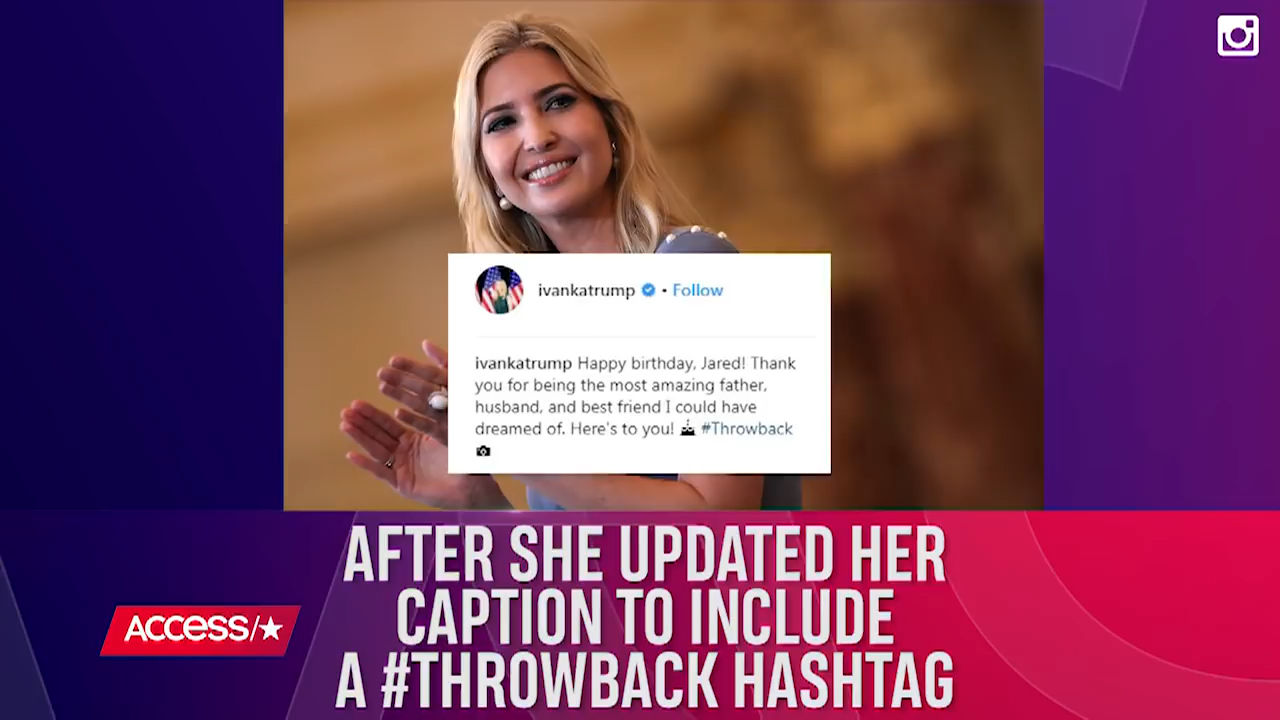 ivankatrump • Follow
ivankatrump Happy birthday, Jared! Thank
you for being the most amazing father,
husband, and best friend I could have
dreamed of. Here's to you! #Throwback
AFTER SHE UPDATED HER
CAPTION TO INCLUDE
A #THROWBACK HASHTAG
ACCESS/★